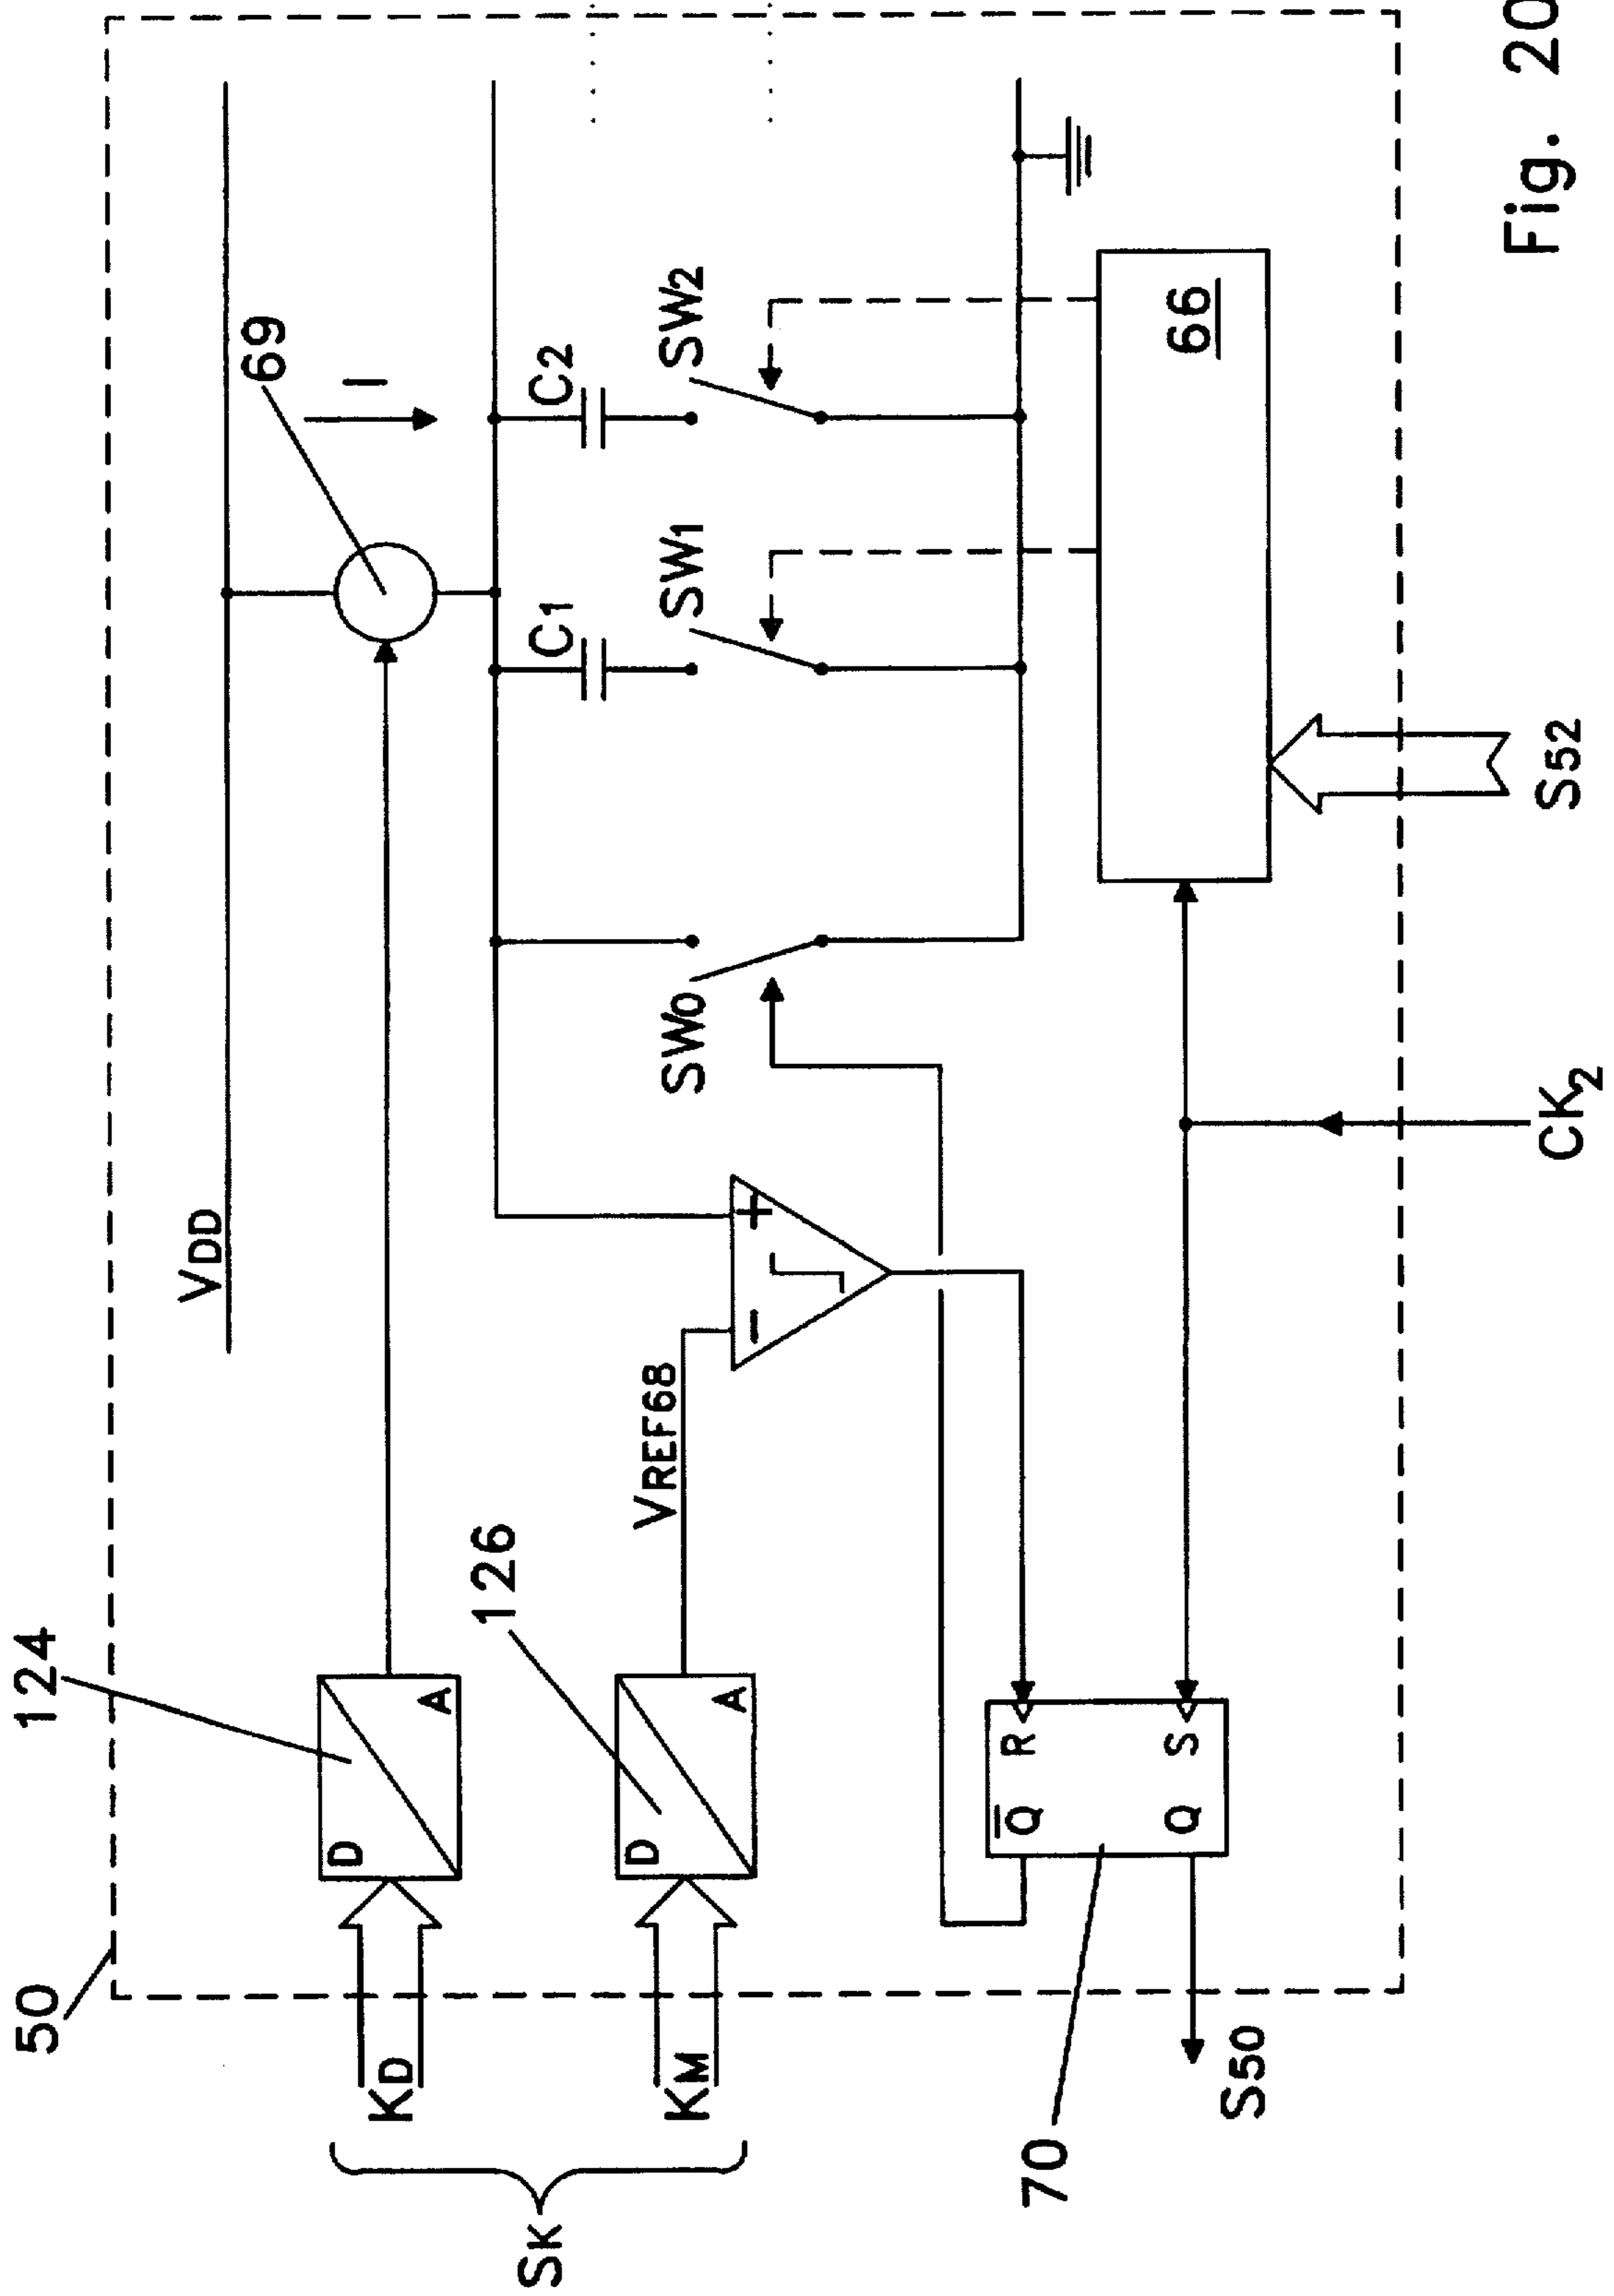 50
124
VDD
69
I
KD
D
A
126
VREF68
C1
C2
SK
KM
D
A
−
+
SW0
SW1
SW2
70
Q
R
Q
S
66
S50
CK2
S52
Fig. 20